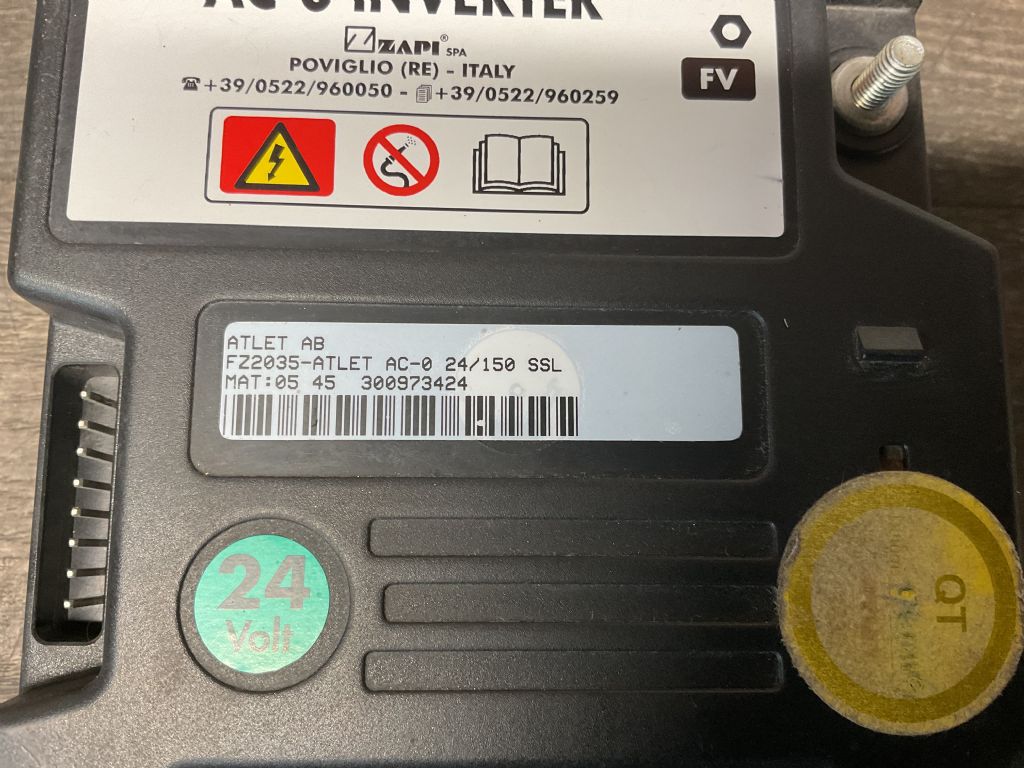 AC-0 INVERTER
ZAPI® SPA
POVIGLIO (RE) - ITALY
☎+39/0522/960050 - +39/0522/960259
FV
ATLET AB
FZ2035-ATLET AC-0 24/150 SSL
MAT:05 45 300973424
24
Volt
QT